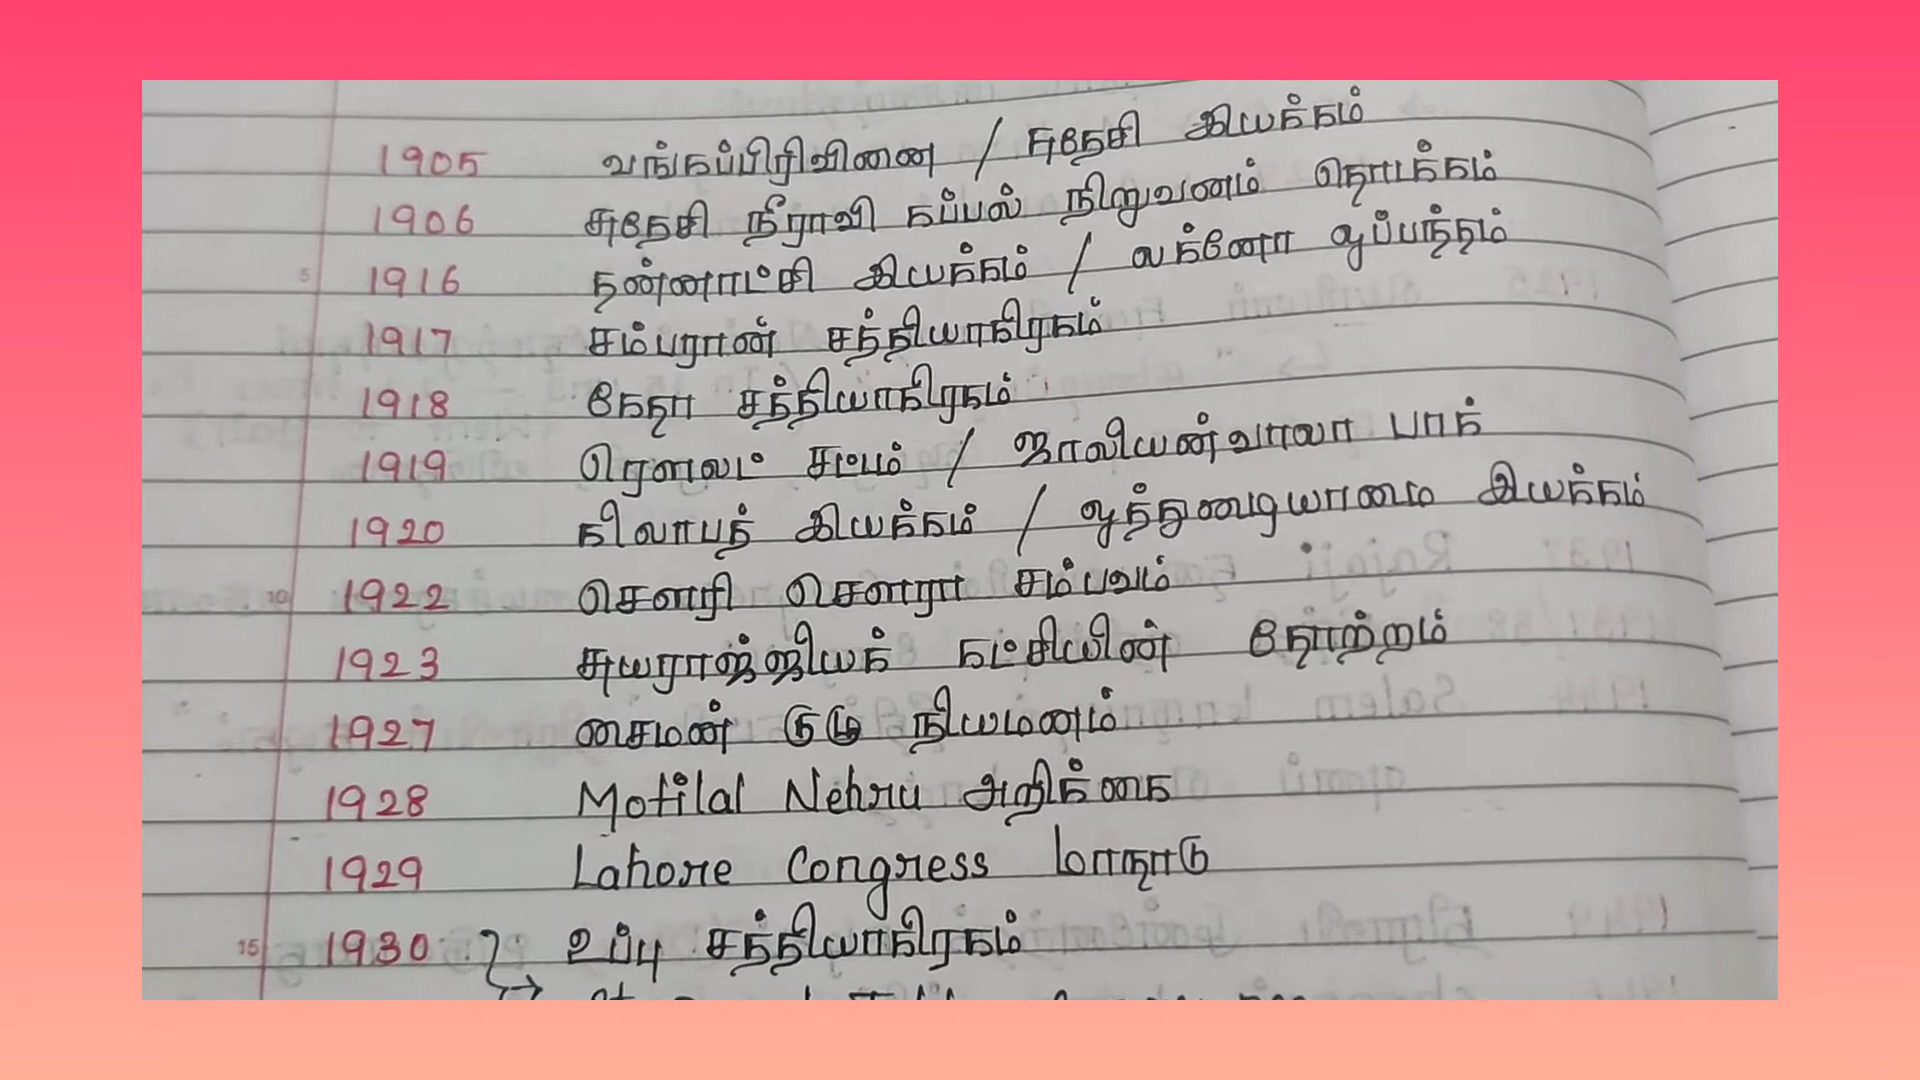 1905 வங்கப்பிரிவினை / சுதேசி இயக்கம்
1906 சுதேசி நீராவி கப்பல் நிறுவனம் தொடக்கம்
5 1916 தன்னாட்சி இயக்கம் / லக்னோ ஒப்பந்தம்
1917 சம்பரான் சத்தியாகிரகம்
1918 கேதா சத்தியாகிரகம்
1919 ரௌலட் சட்டம் / ஜாலியன்வாலா பாக்
1920 கிலாபத் இயக்கம் / ஒத்துழையாமை இயக்கம்
10 1922 சௌரி சௌரா சம்பவம்
1923 சுயராஜ்ஜியக் கட்சியின் தோற்றம்
1927 சைமன் குழு நியமனம்
1928 Motilal Nehru அறிக்கை
1929 Lahore Congress மாநாடு
15 1930 உப்பு சத்தியாகிரகம்